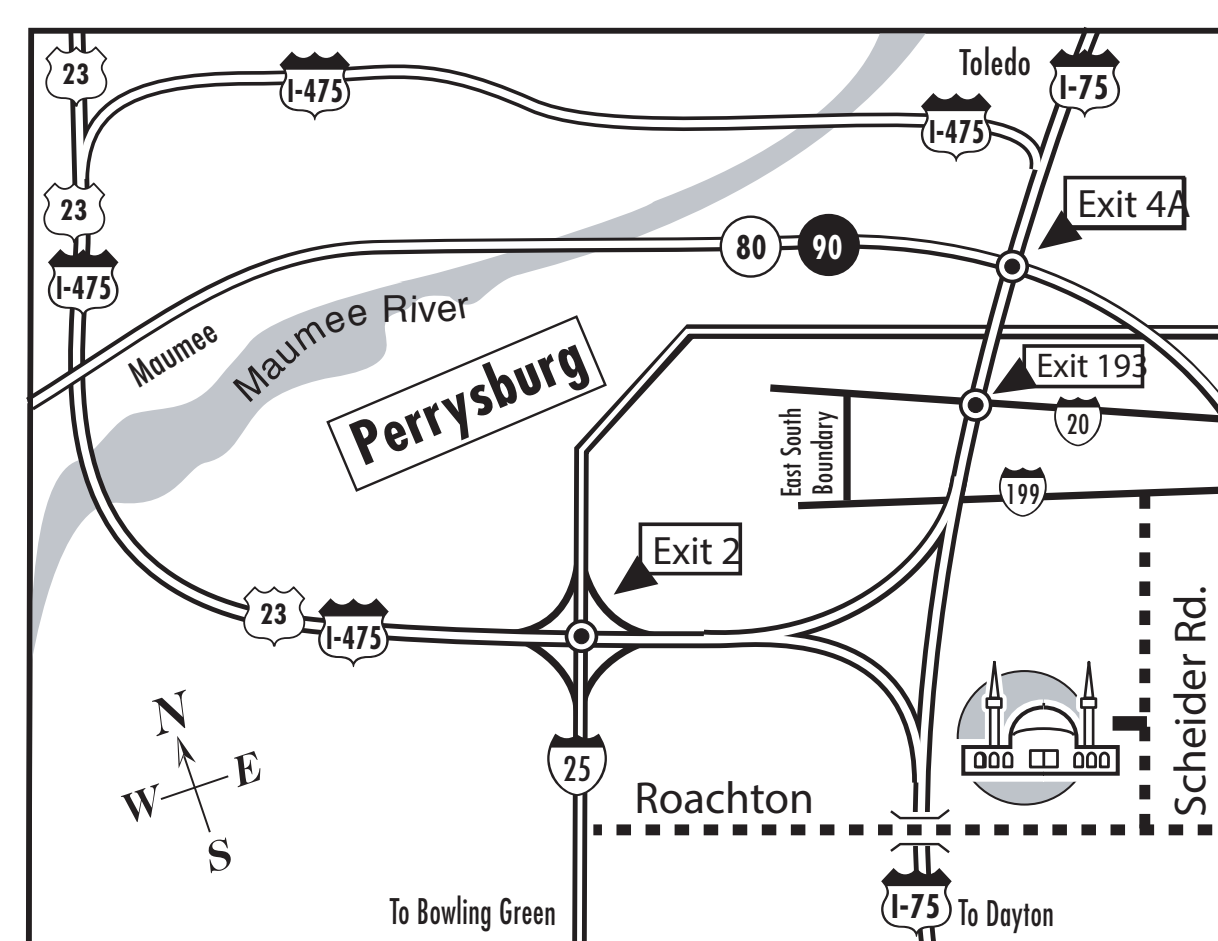 Toledo
23
I-475
I-75
I-475
23
Exit 4A
80
90
I-475
Maumee River
Maumee
Perrysburg
Exit 193
20
East South
Boundary
199
Exit 2
23
I-475
Scheider Rd.
N
E
W
S
25
Roachton
To Bowling Green
I-75
To Dayton